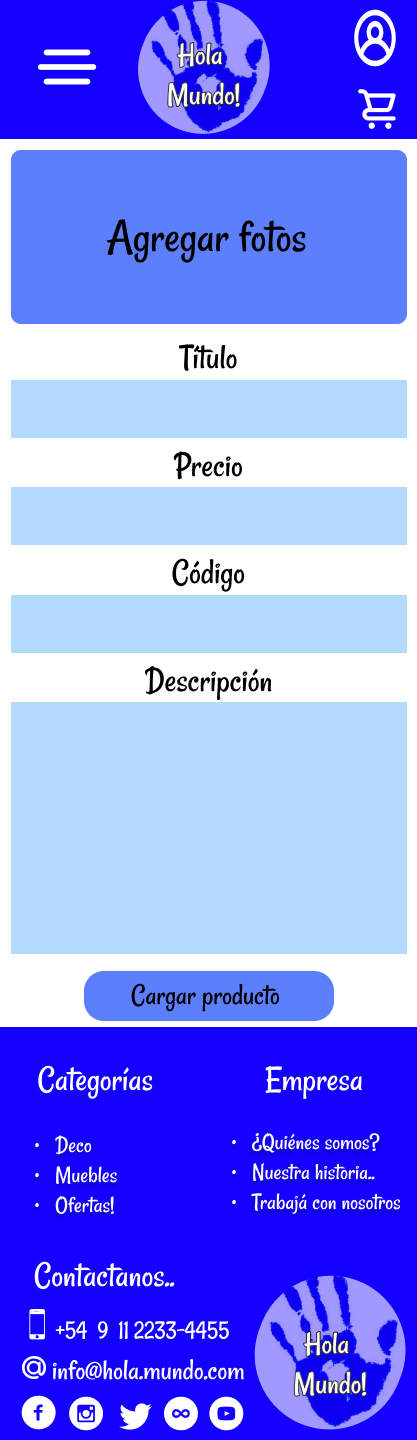 Hola
Mundo!
Agregar fotos
Título
Precio
Código
Descripción
Cargar producto
Categorías
• Deco
• Muebles
• Ofertas!
Empresa
• ¿Quiénes somos?
• Nuestra historia..
• Trabajá con nosotros
Contactanos..
+54 9 11 2233-4455
info@hola.mundo.com
Hola
Mundo!